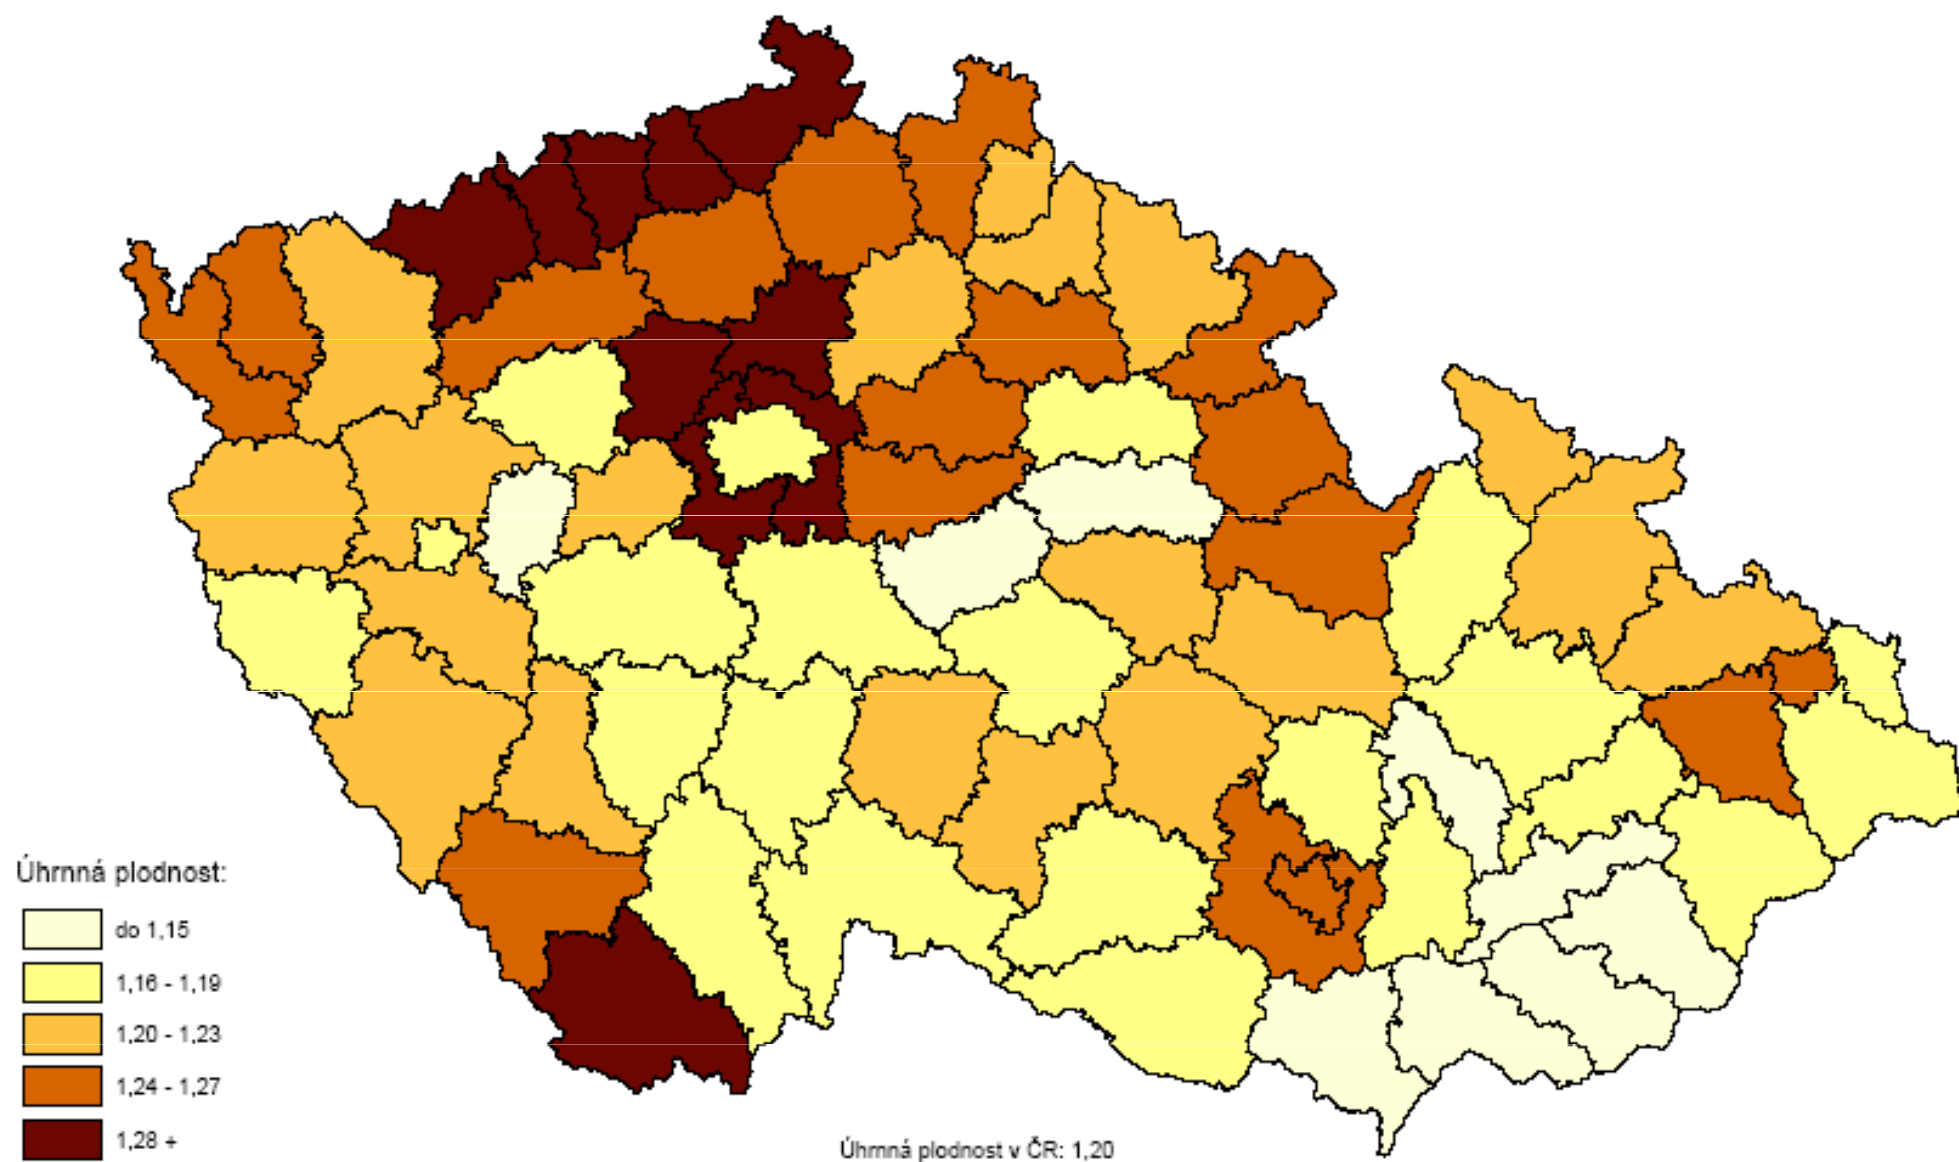 Úhrnná plodnost:
do 1,15
1,16 - 1,19
1,20 - 1,23
1,24 - 1,27
1,28 +
Úhrnná plodnost v ČR: 1,20